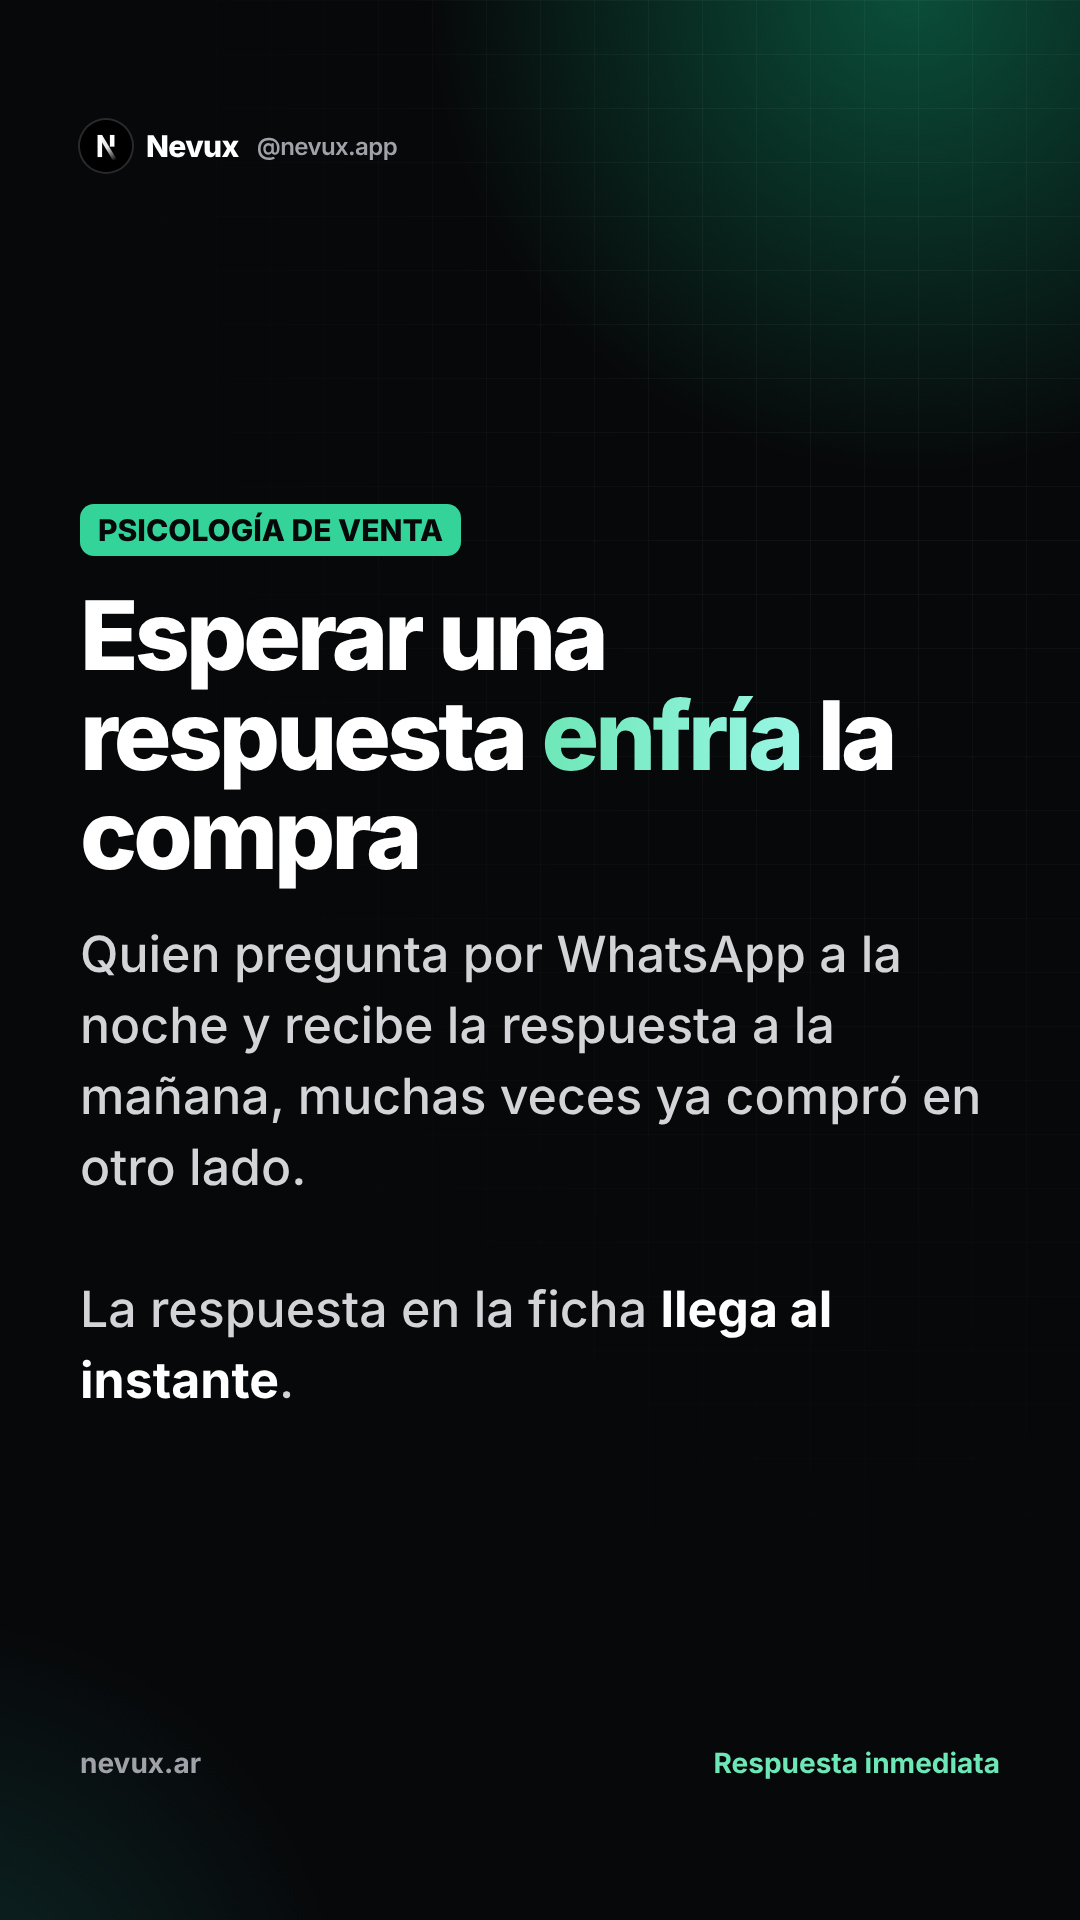 N Nevux @nevux.app
PSICOLOGÍA DE VENTA
Esperar una
respuesta enfría la
compra
Quien pregunta por WhatsApp a la
noche y recibe la respuesta a la
mañana, muchas veces ya compró en
otro lado.
La respuesta en la ficha llega al
instante.
nevux.ar Respuesta inmediata